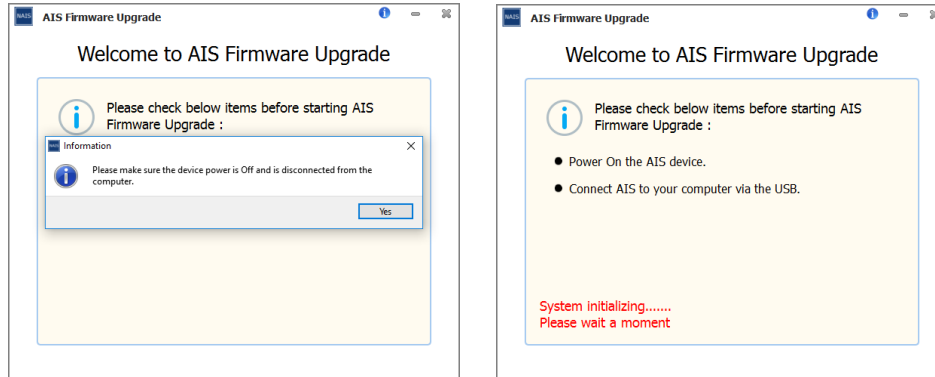 NAIS AIS Firmware Upgrade
Welcome to AIS Firmware Upgrade
Please check below items before starting AIS
Firmware Upgrade :
NAIS Information
Please make sure the device power is Off and is disconnected from the
computer.
Yes
NAIS AIS Firmware Upgrade
Welcome to AIS Firmware Upgrade
Please check below items before starting AIS
Firmware Upgrade :
Power On the AIS device.
Connect AIS to your computer via the USB.
System initializing.......
Please wait a moment